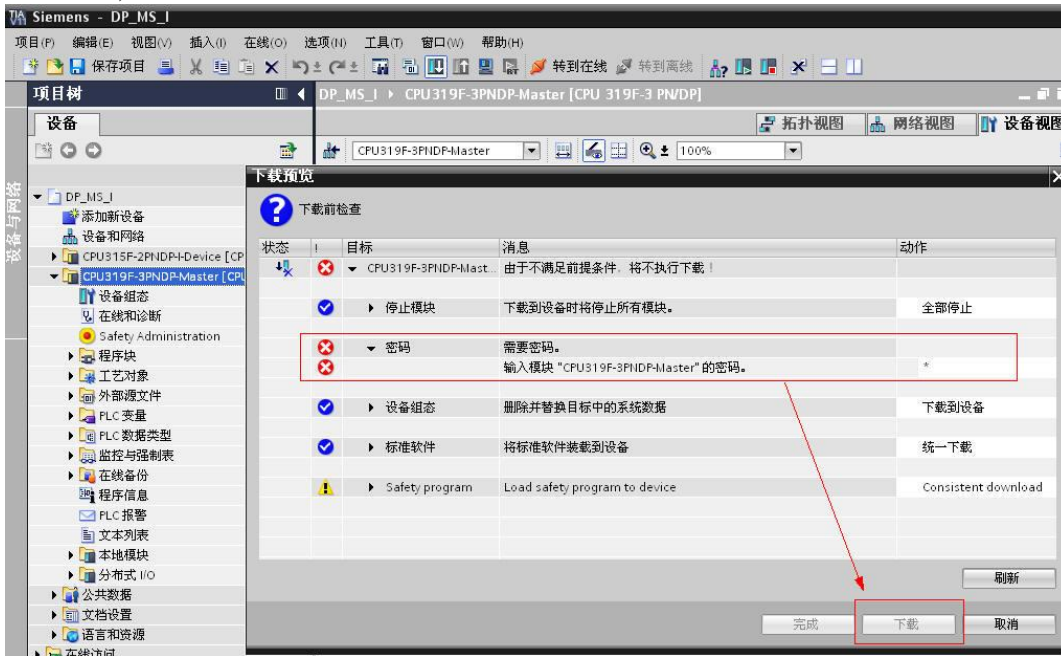 Siemens - DP_MS_I
项目(P) 编辑(E) 视图(V) 插入(I) 在线(O) 选项(N) 工具(T) 窗口(W) 帮助(H)
保存项目 转到在线 转到离线
项目树
DP_MS_I ▸ CPU319F-3PNDP-Master [CPU 319F-3 PN/DP]
设备
拓扑视图 网络视图 设备视图
CPU319F-3PNDP-Master 100%
设备与网络
DP_MS_I
添加新设备
设备和网络
CPU315F-2PNDP-I-Device [CP
CPU319F-3PNDP-Master [CPU
设备组态
在线和诊断
Safety Administration
程序块
工艺对象
外部源文件
PLC 变量
PLC 数据类型
监控与强制表
在线备份
程序信息
PLC 报警
文本列表
本地模块
分布式 I/O
公共数据
文档设置
语言和资源
在线访问
下载预览
下载前检查
状态 ! 目标 消息 动作
CPU319F-3PNDP-Mast... 由于不满足前提条件，将不执行下载！
停止模块 下载到设备时将停止所有模块。 全部停止
密码 需要密码。
输入模块 "CPU319F-3PNDP-Master" 的密码。 *
设备组态 删除并替换目标中的系统数据 下载到设备
标准软件 将标准软件装载到设备 统一下载
Safety program Load safety program to device Consistent download
刷新
完成 下载 取消